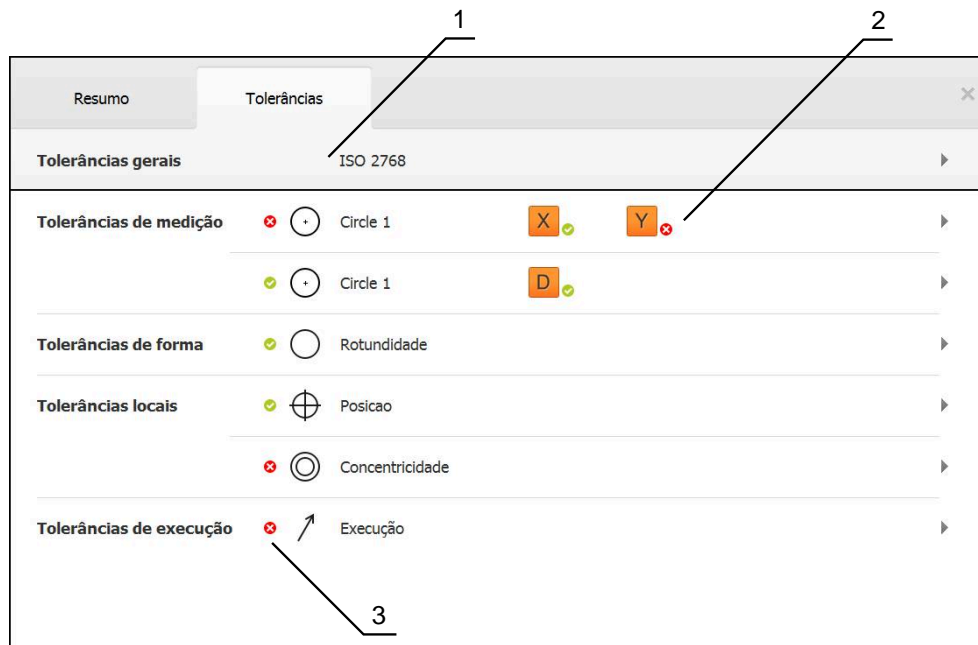 1 2
Resumo Tolerâncias
Tolerâncias gerais ISO 2768
Tolerâncias de medição Circle 1 X Y
Circle 1 D
Tolerâncias de forma Rotundidade
Tolerâncias locais Posicao
Concentricidade
Tolerâncias de execução Execução
3